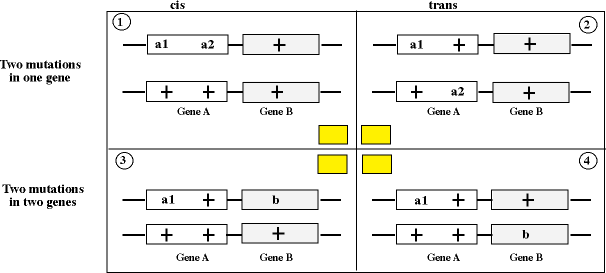 cis trans
1 2
a1 a2 + a1 + +
Two mutations
in one gene
+ + + + a2 +
Gene A Gene B Gene A Gene B
3 4
Two mutations
in two genes
a1 + b a1 + +
+ + + + + b
Gene A Gene B Gene A Gene B